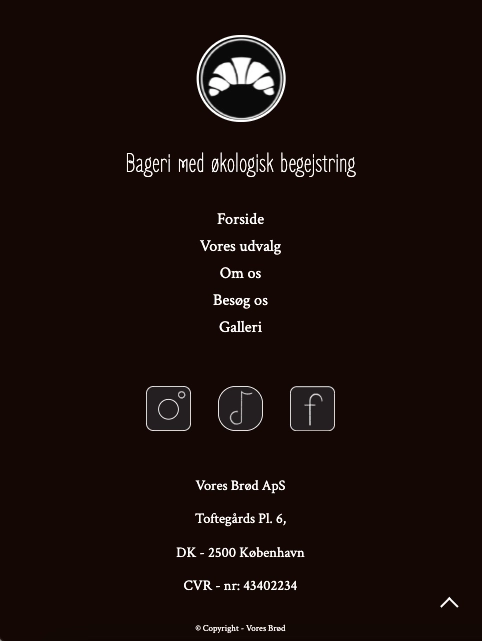 Bageri med økologisk begejstring
Forside
Vores udvalg
Om os
Besøg os
Galleri
Vores Brød ApS
Toftegårds Pl. 6,
DK - 2500 København
CVR - nr: 43402234
© Copyright - Vores Brød